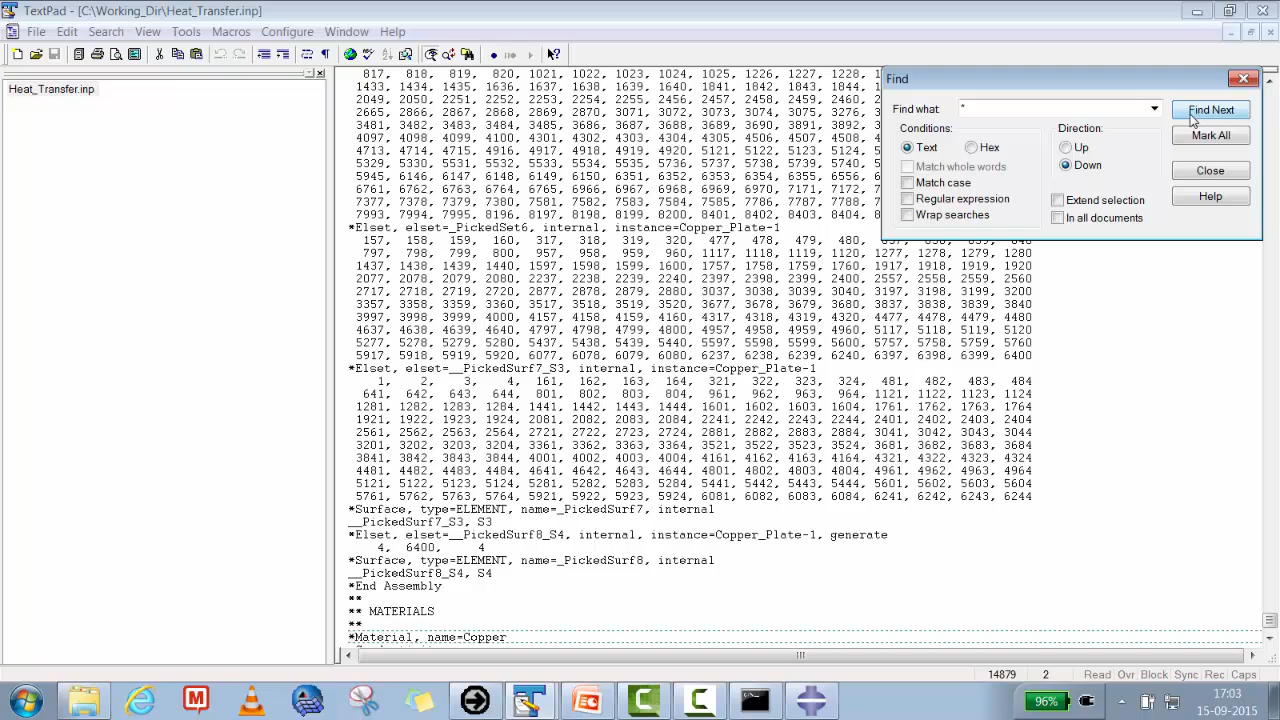 TextPad - [C:\Working_Dir\Heat_Transfer.inp]
File Edit Search View Tools Macros Configure Window Help
Heat_Transfer.inp
817, 818, 819, 820, 1021, 1022, 1023, 1024, 1025, 1226, 1227, 1228,
1433, 1434, 1435, 1636, 1637, 1638, 1639, 1640, 1841, 1842, 1843, 1844,
2049, 2050, 2251, 2252, 2253, 2254, 2255, 2456, 2457, 2458, 2459, 2460,
2665, 2866, 2867, 2868, 2869, 2870, 3071, 3072, 3073, 3074, 3075, 3276,
3481, 3482, 3483, 3484, 3485, 3686, 3687, 3688, 3689, 3690, 3891, 3892,
4097, 4098, 4099, 4100, 4301, 4302, 4303, 4304, 4305, 4506, 4507, 4508,
4713, 4714, 4715, 4916, 4917, 4918, 4919, 4920, 5121, 5122, 5123, 5124,
5329, 5330, 5531, 5532, 5533, 5534, 5535, 5736, 5737, 5738, 5739, 5740,
5945, 6146, 6147, 6148, 6149, 6150, 6351, 6352, 6353, 6354, 6355, 6556,
6761, 6762, 6763, 6764, 6765, 6966, 6967, 6968, 6969, 6970, 7171, 7172,
7377, 7378, 7379, 7380, 7581, 7582, 7583, 7584, 7585, 7786, 7787, 7788,
7993, 7994, 7995, 8196, 8197, 8198, 8199, 8200, 8401, 8402, 8403, 8404,
*Elset, elset=_PickedSet6, internal, instance=Copper_Plate-1
157, 158, 159, 160, 317, 318, 319, 320, 477, 478, 479, 480,
797, 798, 799, 800, 957, 958, 959, 960, 1117, 1118, 1119, 1120, 1277, 1278, 1279, 1280
1437, 1438, 1439, 1440, 1597, 1598, 1599, 1600, 1757, 1758, 1759, 1760, 1917, 1918, 1919, 1920
2077, 2078, 2079, 2080, 2237, 2238, 2239, 2240, 2397, 2398, 2399, 2400, 2557, 2558, 2559, 2560
2717, 2718, 2719, 2720, 2877, 2878, 2879, 2880, 3037, 3038, 3039, 3040, 3197, 3198, 3199, 3200
3357, 3358, 3359, 3360, 3517, 3518, 3519, 3520, 3677, 3678, 3679, 3680, 3837, 3838, 3839, 3840
3997, 3998, 3999, 4000, 4157, 4158, 4159, 4160, 4317, 4318, 4319, 4320, 4477, 4478, 4479, 4480
4637, 4638, 4639, 4640, 4797, 4798, 4799, 4800, 4957, 4958, 4959, 4960, 5117, 5118, 5119, 5120
5277, 5278, 5279, 5280, 5437, 5438, 5439, 5440, 5597, 5598, 5599, 5600, 5757, 5758, 5759, 5760
5917, 5918, 5919, 5920, 6077, 6078, 6079, 6080, 6237, 6238, 6239, 6240, 6397, 6398, 6399, 6400
*Elset, elset=__PickedSurf7_S3, internal, instance=Copper_Plate-1
1, 2, 3, 4, 161, 162, 163, 164, 321, 322, 323, 324, 481, 482, 483, 484
641, 642, 643, 644, 801, 802, 803, 804, 961, 962, 963, 964, 1121, 1122, 1123, 1124
1281, 1282, 1283, 1284, 1441, 1442, 1443, 1444, 1601, 1602, 1603, 1604, 1761, 1762, 1763, 1764
1921, 1922, 1923, 1924, 2081, 2082, 2083, 2084, 2241, 2242, 2243, 2244, 2401, 2402, 2403, 2404
2561, 2562, 2563, 2564, 2721, 2722, 2723, 2724, 2881, 2882, 2883, 2884, 3041, 3042, 3043, 3044
3201, 3202, 3203, 3204, 3361, 3362, 3363, 3364, 3521, 3522, 3523, 3524, 3681, 3682, 3683, 3684
3841, 3842, 3843, 3844, 4001, 4002, 4003, 4004, 4161, 4162, 4163, 4164, 4321, 4322, 4323, 4324
4481, 4482, 4483, 4484, 4641, 4642, 4643, 4644, 4801, 4802, 4803, 4804, 4961, 4962, 4963, 4964
5121, 5122, 5123, 5124, 5281, 5282, 5283, 5284, 5441, 5442, 5443, 5444, 5601, 5602, 5603, 5604
5761, 5762, 5763, 5764, 5921, 5922, 5923, 5924, 6081, 6082, 6083, 6084, 6241, 6242, 6243, 6244
*Surface, type=ELEMENT, name=_PickedSurf7, internal
__PickedSurf7_S3, S3
*Elset, elset=__PickedSurf8_S4, internal, instance=Copper_Plate-1, generate
4, 6400, 4
*Surface, type=ELEMENT, name=_PickedSurf8, internal
__PickedSurf8_S4, S4
*End Assembly
**
** MATERIALS
**
*Material, name=Copper
Find
Find what: *
Find Next
Conditions:
Direction:
Mark All
Text
Hex
Up
Match whole words
Down
Close
Match case
Regular expression
Extend selection
Help
Wrap searches
In all documents
14879 2 Read Ovr Block Sync Rec Caps
96%
17:03
15-09-2015